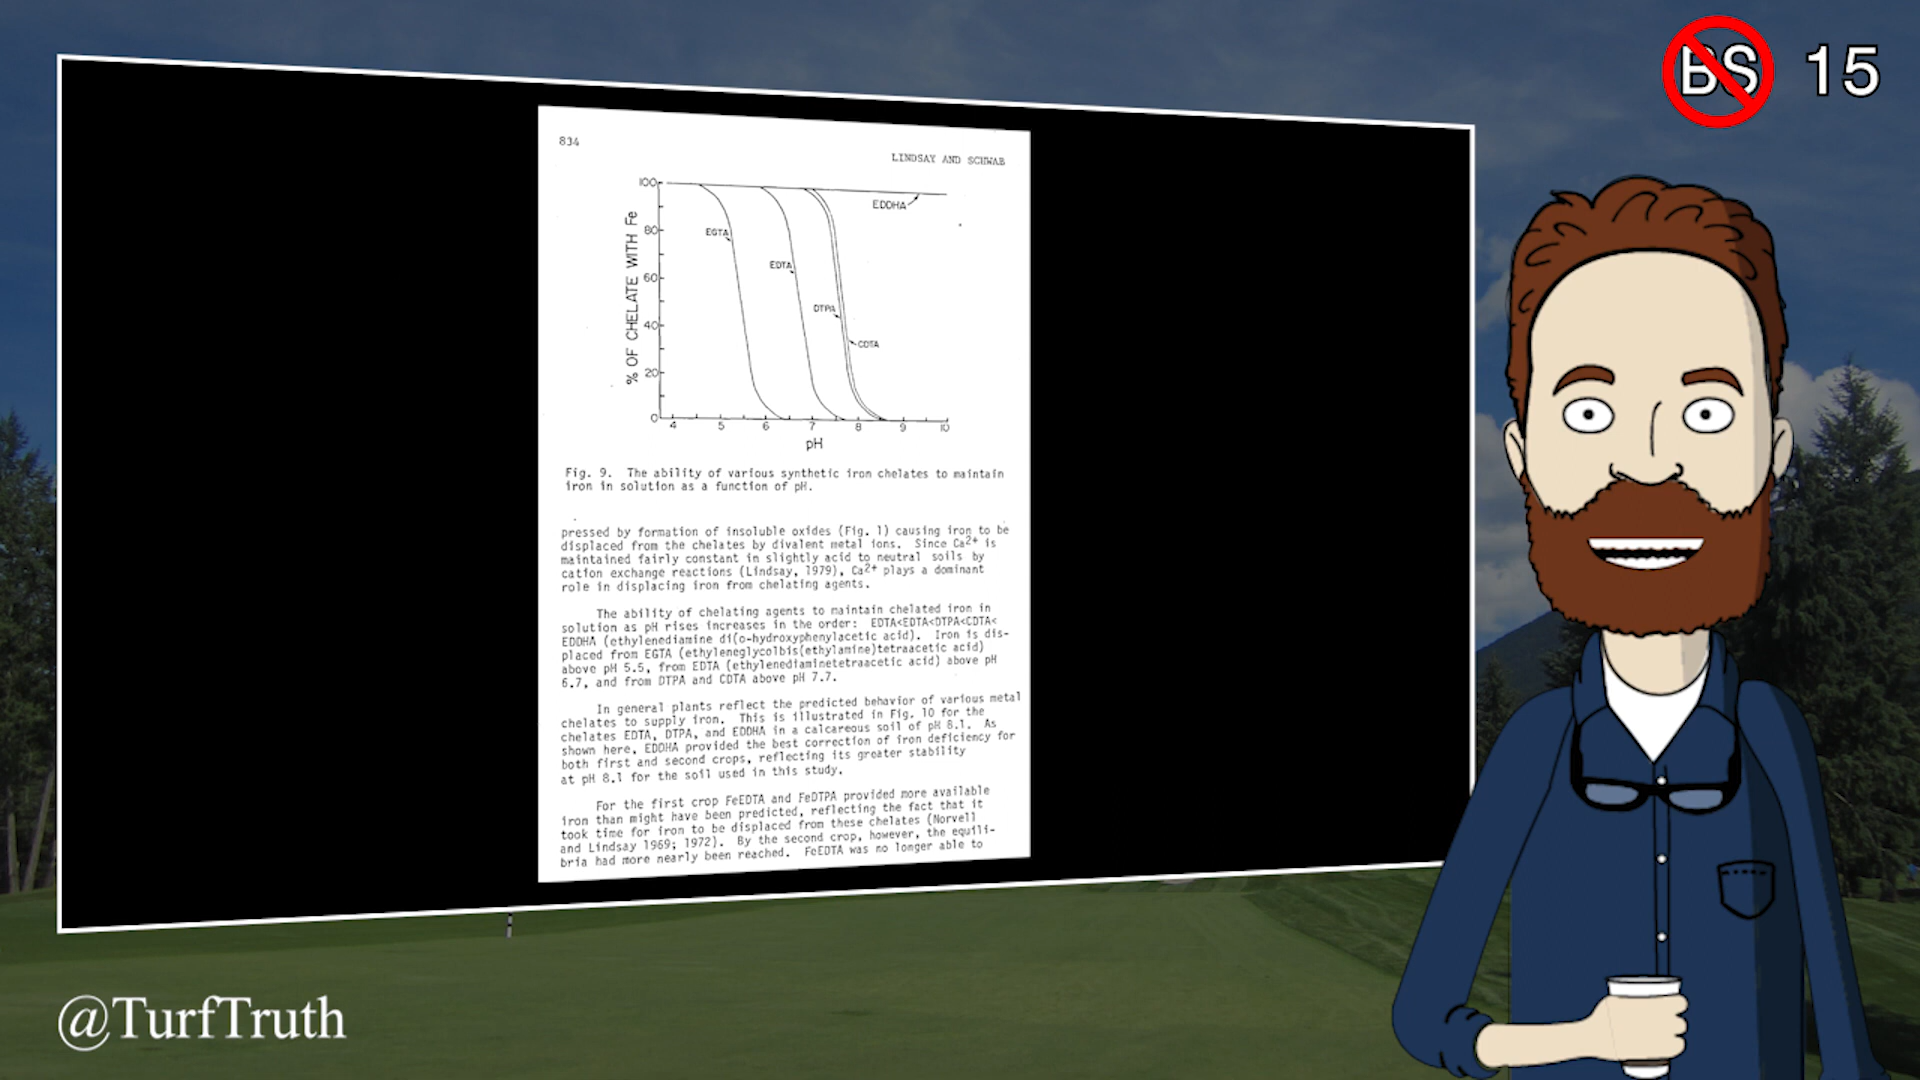 BS 15
834
LINDSAY AND SCHWAB
% OF CHELATE WITH Fe
100
80
60
40
20
0
EGTA
EDTA
DTPA
CDTA
EDDHA
4 5 6 7 8 9 10
pH
Fig. 9. The ability of various synthetic iron chelates to maintain
iron in solution as a function of pH.
pressed by formation of insoluble oxides (Fig. 1) causing iron to be
displaced from the chelates by divalent metal ions. Since Ca2+ is
maintained fairly constant in slightly acid to neutral soils by
cation exchange reactions (Lindsay, 1979), Ca2+ plays a dominant
role in displacing iron from chelating agents.
The ability of chelating agents to maintain chelated iron in
solution as pH rises increases in the order: EDTA<EDTA<DTPA<CDTA<
EDDHA (ethylenediamine di(o-hydroxyphenylacetic acid). Iron is dis-
placed from EGTA (ethyleneglycolbis(ethylamine)tetraacetic acid)
above pH 5.5, from EDTA (ethylenediaminetetraacetic acid) above pH
6.7, and from DTPA and CDTA above pH 7.7.
In general plants reflect the predicted behavior of various metal
chelates to supply iron. This is illustrated in Fig. 10 for the
chelates EDTA, DTPA, and EDDHA in a calcareous soil of pH 8.1. As
shown here, EDDHA provided the best correction of iron deficiency for
both first and second crops, reflecting its greater stability
at pH 8.1 for the soil used in this study.
For the first crop FeEDTA and FeDTPA provided more available
iron than might have been predicted, reflecting the fact that it
took time for iron to be displaced from these chelates (Norvell
and Lindsay 1969; 1972). By the second crop, however, the equili-
bria had more nearly been reached. FeEDTA was no longer able to
@TurfTruth